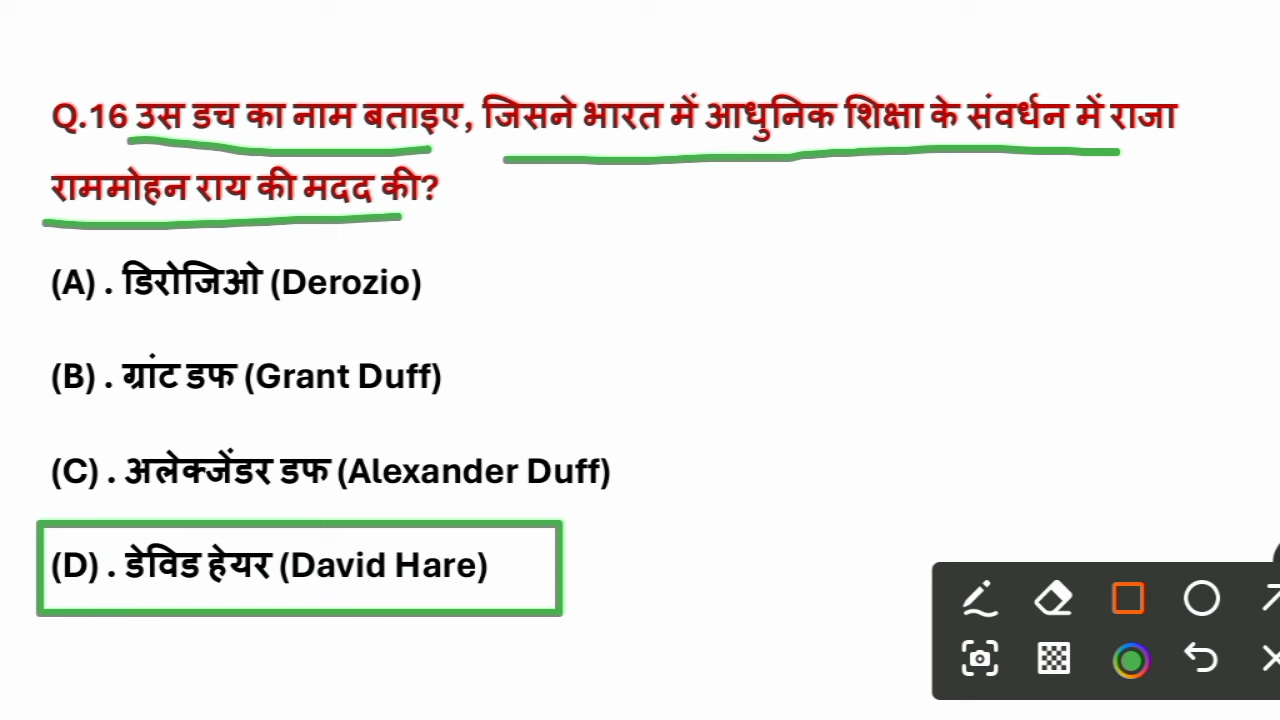 Q.16 उस डच का नाम बताइए, जिसने भारत में आधुनिक शिक्षा के संवर्धन में राजा
राममोहन राय की मदद की?
(A) . डिरोजिओ (Derozio)
(B) . ग्रांट डफ (Grant Duff)
(C) . अलेक्जेंडर डफ (Alexander Duff)
(D) . डेविड हेयर (David Hare)